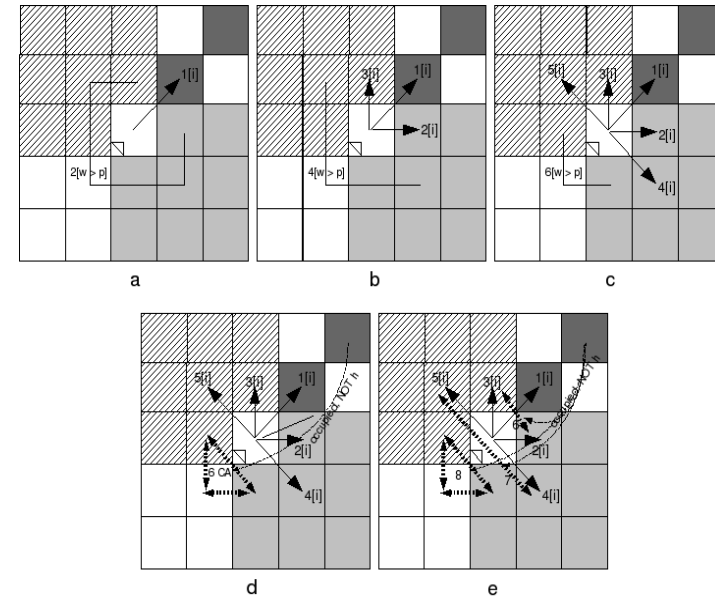 1[i]
2[w > p]
a
3[i]
1[i]
2[i]
4[w > p]
b
5[i]
3[i]
1[i]
2[i]
4[i]
6[w > p]
c
5[i]
3[i]
1[i]
occupied: NOT h
2[i]
6 CA
4[i]
d
5[i]
3[i]
1[i]
occupied: NOT h
6
2[i]
8
7
4[i]
e